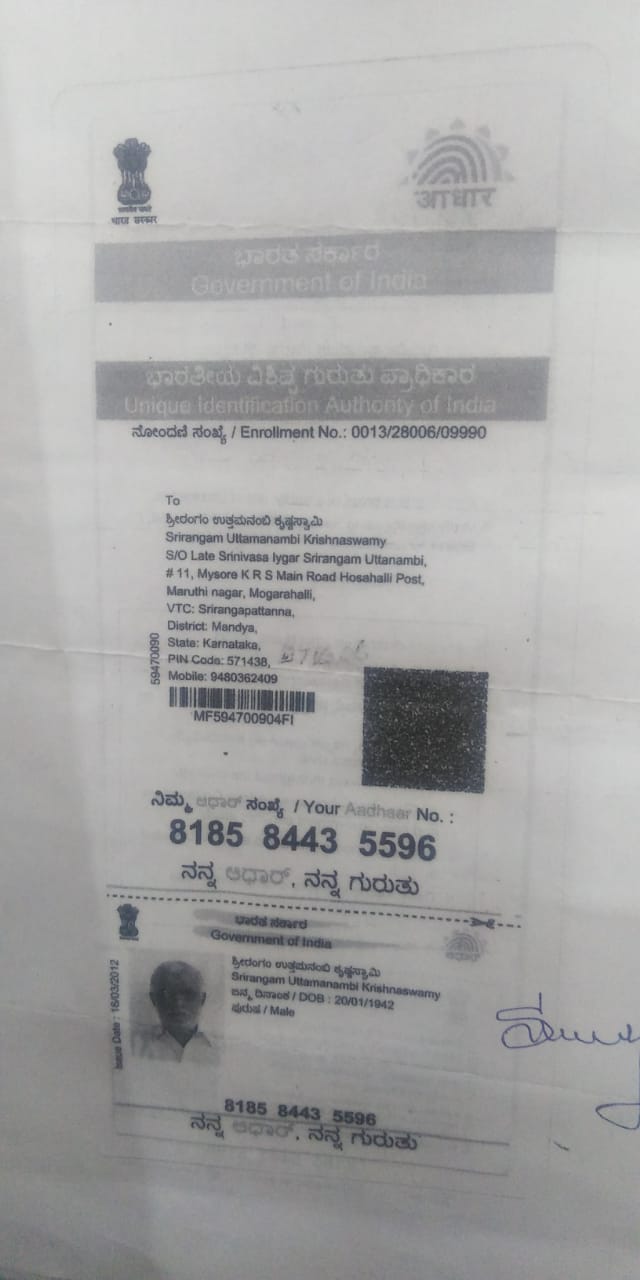 भारत सरकार
आधार
ಭಾರತ ಸರ್ಕಾರ
Government of India
ಭಾರತೀಯ ವಿಶಿಷ್ಟ ಗುರುತು ಪ್ರಾಧಿಕಾರ
Unique Identification Authority of India
ನೋಂದಣಿ ಸಂಖ್ಯೆ / Enrollment No.: 0013/28006/09990
To
ಶ್ರೀರಂಗಂ ಉತ್ತಮನಂಬಿ ಕೃಷ್ಣಸ್ವಾಮಿ
Srirangam Uttamanambi Krishnaswamy
S/O Late Srinivasa Iygar Srirangam Uttanambi,
# 11, Mysore K R S Main Road Hosahalli Post,
Maruthi nagar, Mogarahalli,
VTC: Srirangapattanna,
District: Mandya,
State: Karnataka,
PIN Code: 571438,
Mobile: 9480362409
59470090
MF594700904FI
ನಿಮ್ಮ ಆಧಾರ್ ಸಂಖ್ಯೆ / Your Aadhaar No. :
8185 8443 5596
ನನ್ನ ಆಧಾರ್, ನನ್ನ ಗುರುತು
ಭಾರತ ಸರ್ಕಾರ
Government of India
Issue Date : 16/03/2012
ಶ್ರೀರಂಗಂ ಉತ್ತಮನಂಬಿ ಕೃಷ್ಣಸ್ವಾಮಿ
Srirangam Uttamanambi Krishnaswamy
ಜನ್ಮ ದಿನಾಂಕ / DOB : 20/01/1942
ಪುರುಷ / Male
8185 8443 5596
ನನ್ನ ಆಧಾರ್, ನನ್ನ ಗುರುತು